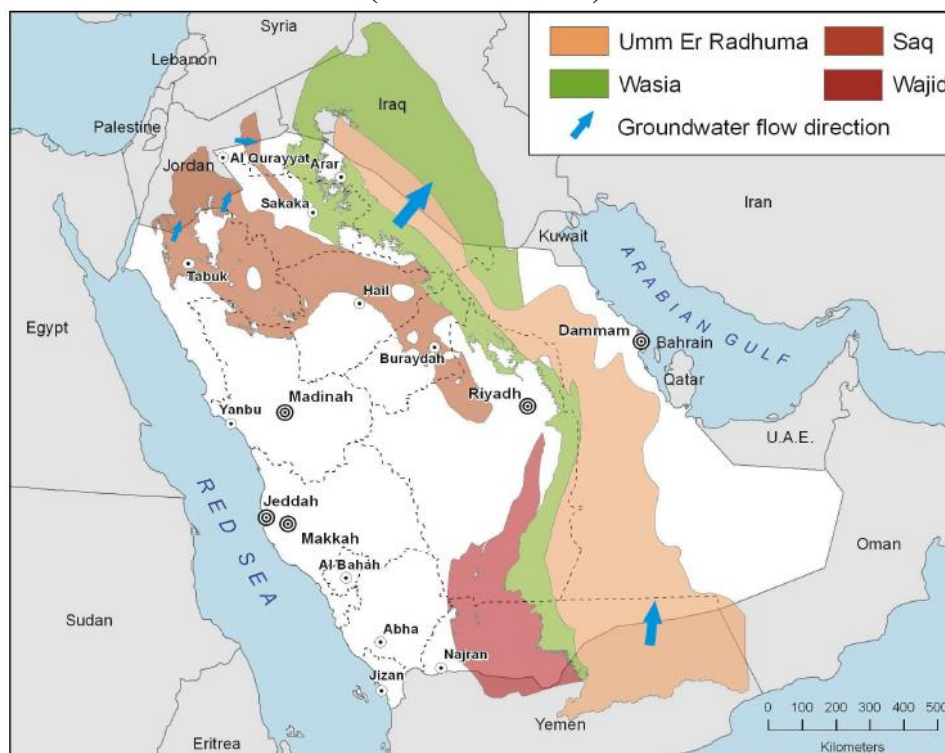 Syria
Lebanon
Iraq
Palestine
Jordan
Al Qurayyat
Arar
Sakaka
Iran
Kuwait
Tabuk
Hail
Egypt
Buraydah
Dammam
Bahrain
Qatar
ARABIAN GULF
Madinah
Riyadh
Yanbu
U.A.E.
RED SEA
Jeddah
Makkah
Al Bahah
Oman
Sudan
Abha
Najran
Jizan
Yemen
Eritrea
Umm Er Radhuma
Saq
Wasia
Wajid
Groundwater flow direction
0 100 200 300 400 500
Kilometers